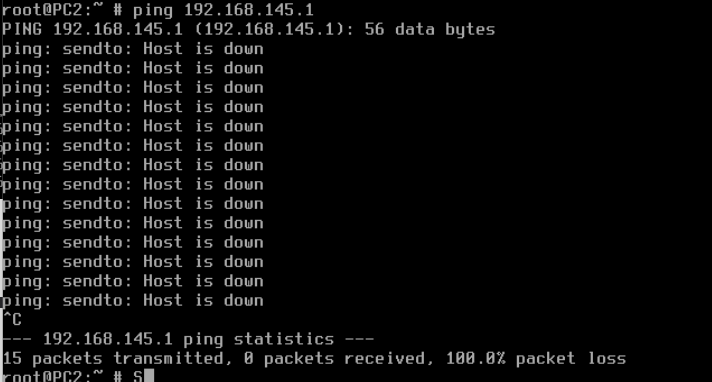 root@PC2:~ # ping 192.168.145.1
PING 192.168.145.1 (192.168.145.1): 56 data bytes
ping: sendto: Host is down
ping: sendto: Host is down
ping: sendto: Host is down
ping: sendto: Host is down
ping: sendto: Host is down
ping: sendto: Host is down
ping: sendto: Host is down
ping: sendto: Host is down
ping: sendto: Host is down
ping: sendto: Host is down
ping: sendto: Host is down
ping: sendto: Host is down
ping: sendto: Host is down
ping: sendto: Host is down
^C
--- 192.168.145.1 ping statistics ---
15 packets transmitted, 0 packets received, 100.0% packet loss
root@PC2:~ # S